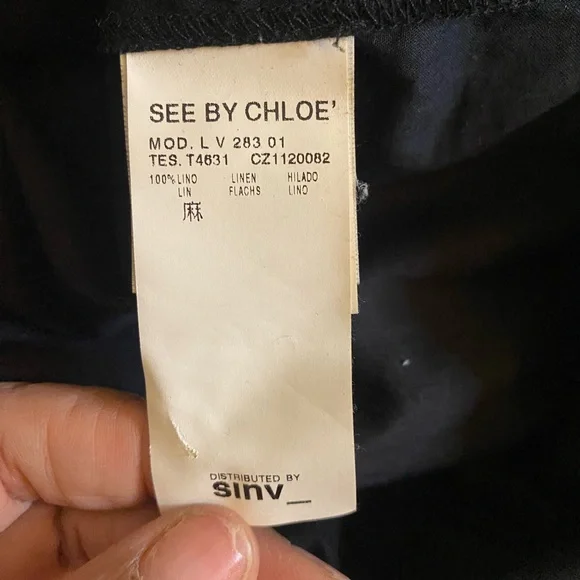 SEE BY CHLOE'
MOD. L V 283 01
TES. T4631 CZ1120082
100% LINO LINEN HILADO
LIN FLACHS LINO
麻
DISTRIBUTED BY
sinv